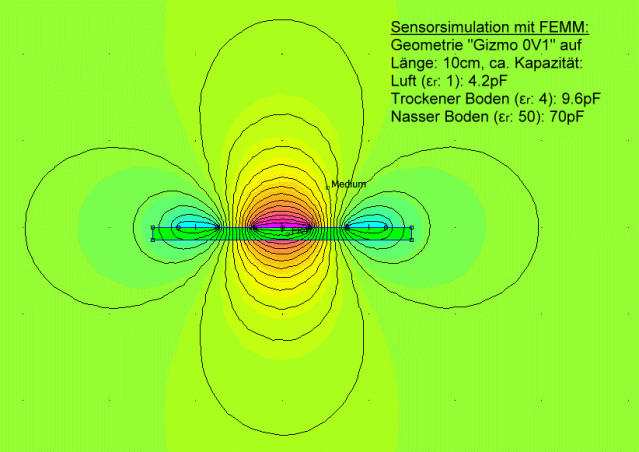 Sensorsimulation mit FEMM:
Geometrie "Gizmo 0V1" auf
Länge: 10cm, ca. Kapazität:
Luft (εr: 1): 4.2pF
Trockener Boden (εr: 4): 9.6pF
Nasser Boden (εr: 50): 70pF
Medium